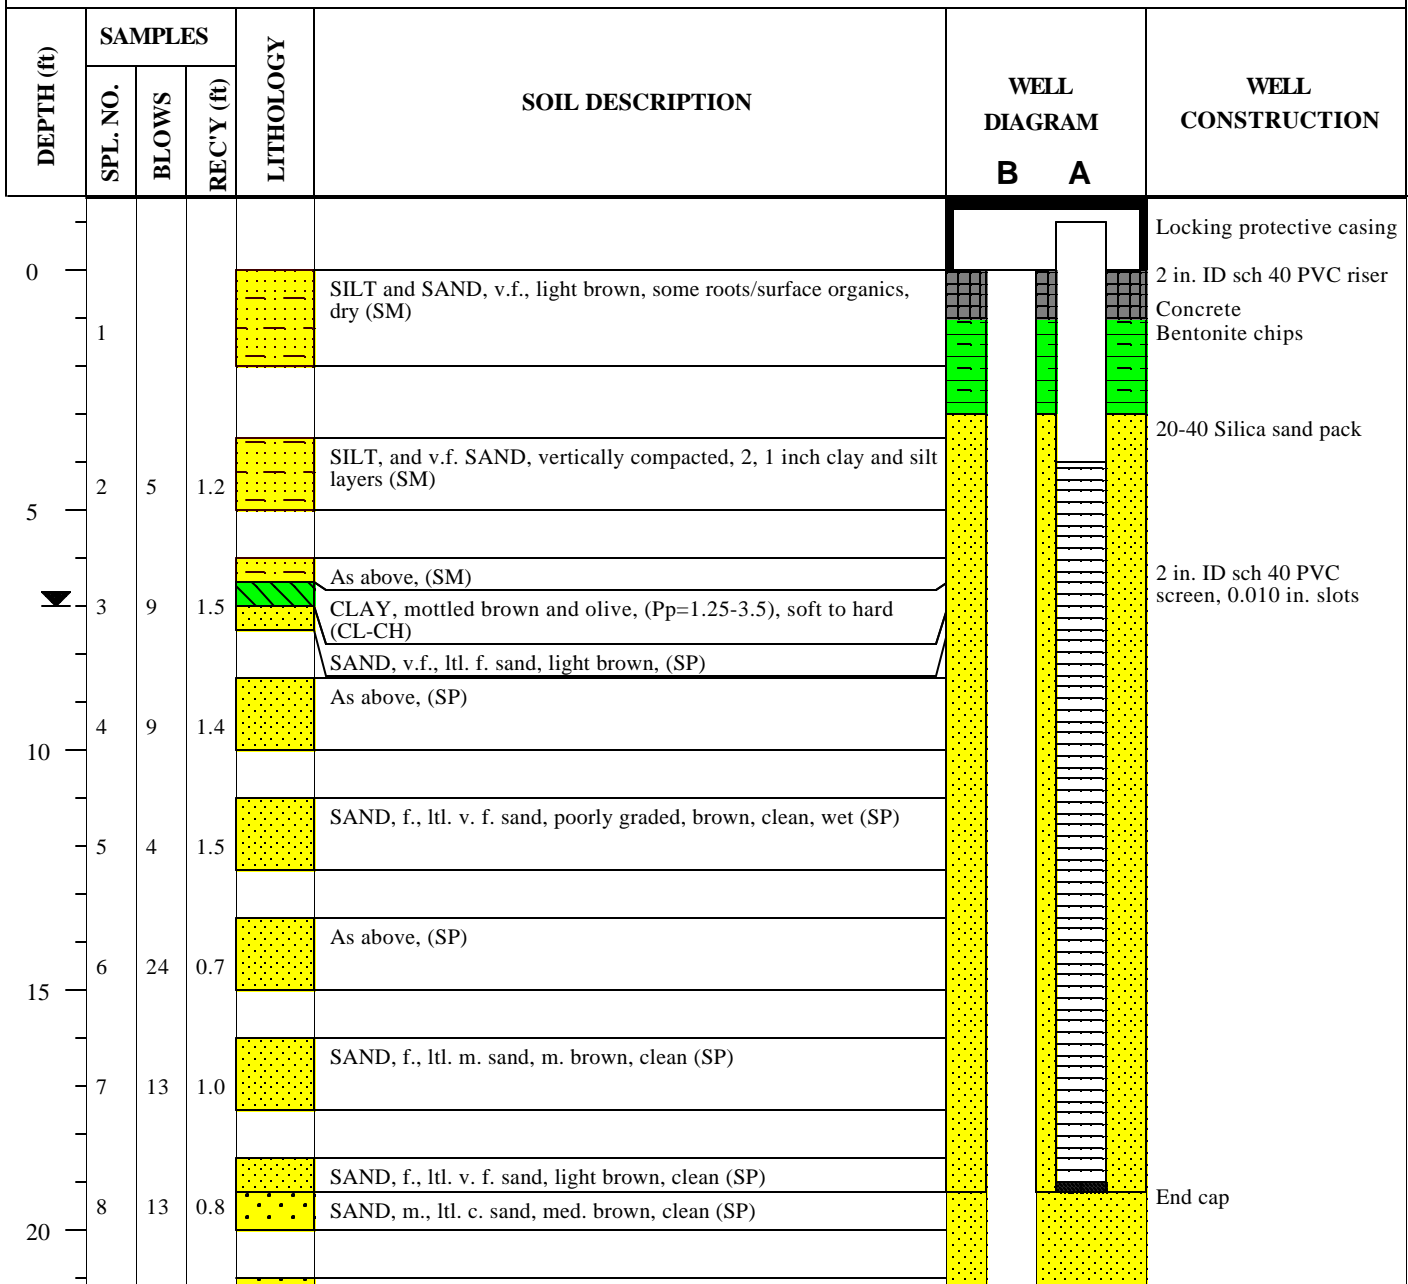 DEPTH (ft)
SAMPLES
SPL. NO.
BLOWS
REC'Y (ft)
LITHOLOGY
SOIL DESCRIPTION
WELL
DIAGRAM
B A
WELL
CONSTRUCTION
Locking protective casing
0
2 in. ID sch 40 PVC riser
SILT and SAND, v.f., light brown, some roots/surface organics,
dry (SM)
Concrete
1
Bentonite chips
20-40 Silica sand pack
SILT, and v.f. SAND, vertically compacted, 2, 1 inch clay and silt
layers (SM)
2 5 1.2
5
As above, (SM)
2 in. ID sch 40 PVC
screen, 0.010 in. slots
3 9 1.5
CLAY, mottled brown and olive, (Pp=1.25-3.5), soft to hard
(CL-CH)
SAND, v.f., ltl. f. sand, light brown, (SP)
As above, (SP)
4 9 1.4
10
SAND, f., ltl. v. f. sand, poorly graded, brown, clean, wet (SP)
5 4 1.5
As above, (SP)
6 24 0.7
15
SAND, f., ltl. m. sand, m. brown, clean (SP)
7 13 1.0
SAND, f., ltl. v. f. sand, light brown, clean (SP)
End cap
8 13 0.8
SAND, m., ltl. c. sand, med. brown, clean (SP)
20